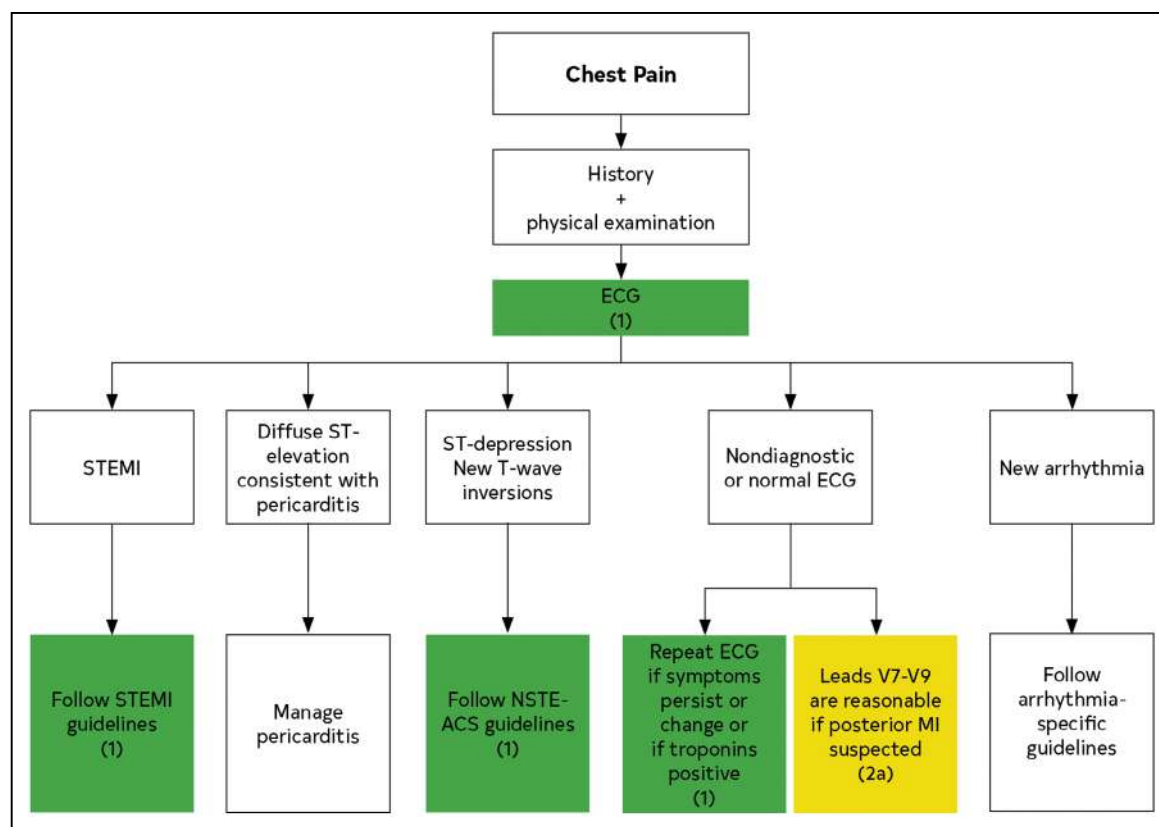 Chest Pain
History
+
physical examination
ECG
(1)
STEMI
Diffuse ST-
elevation
consistent with
pericarditis
ST-depression
New T-wave
inversions
Nondiagnostic
or normal ECG
New arrhythmia
Follow STEMI
guidelines
(1)
Manage
pericarditis
Follow NSTE-
ACS guidelines
(1)
Repeat ECG
if symptoms
persist or
change or
if troponins
positive
(1)
Leads V7-V9
are reasonable
if posterior MI
suspected
(2a)
Follow
arrhythmia-
specific
guidelines